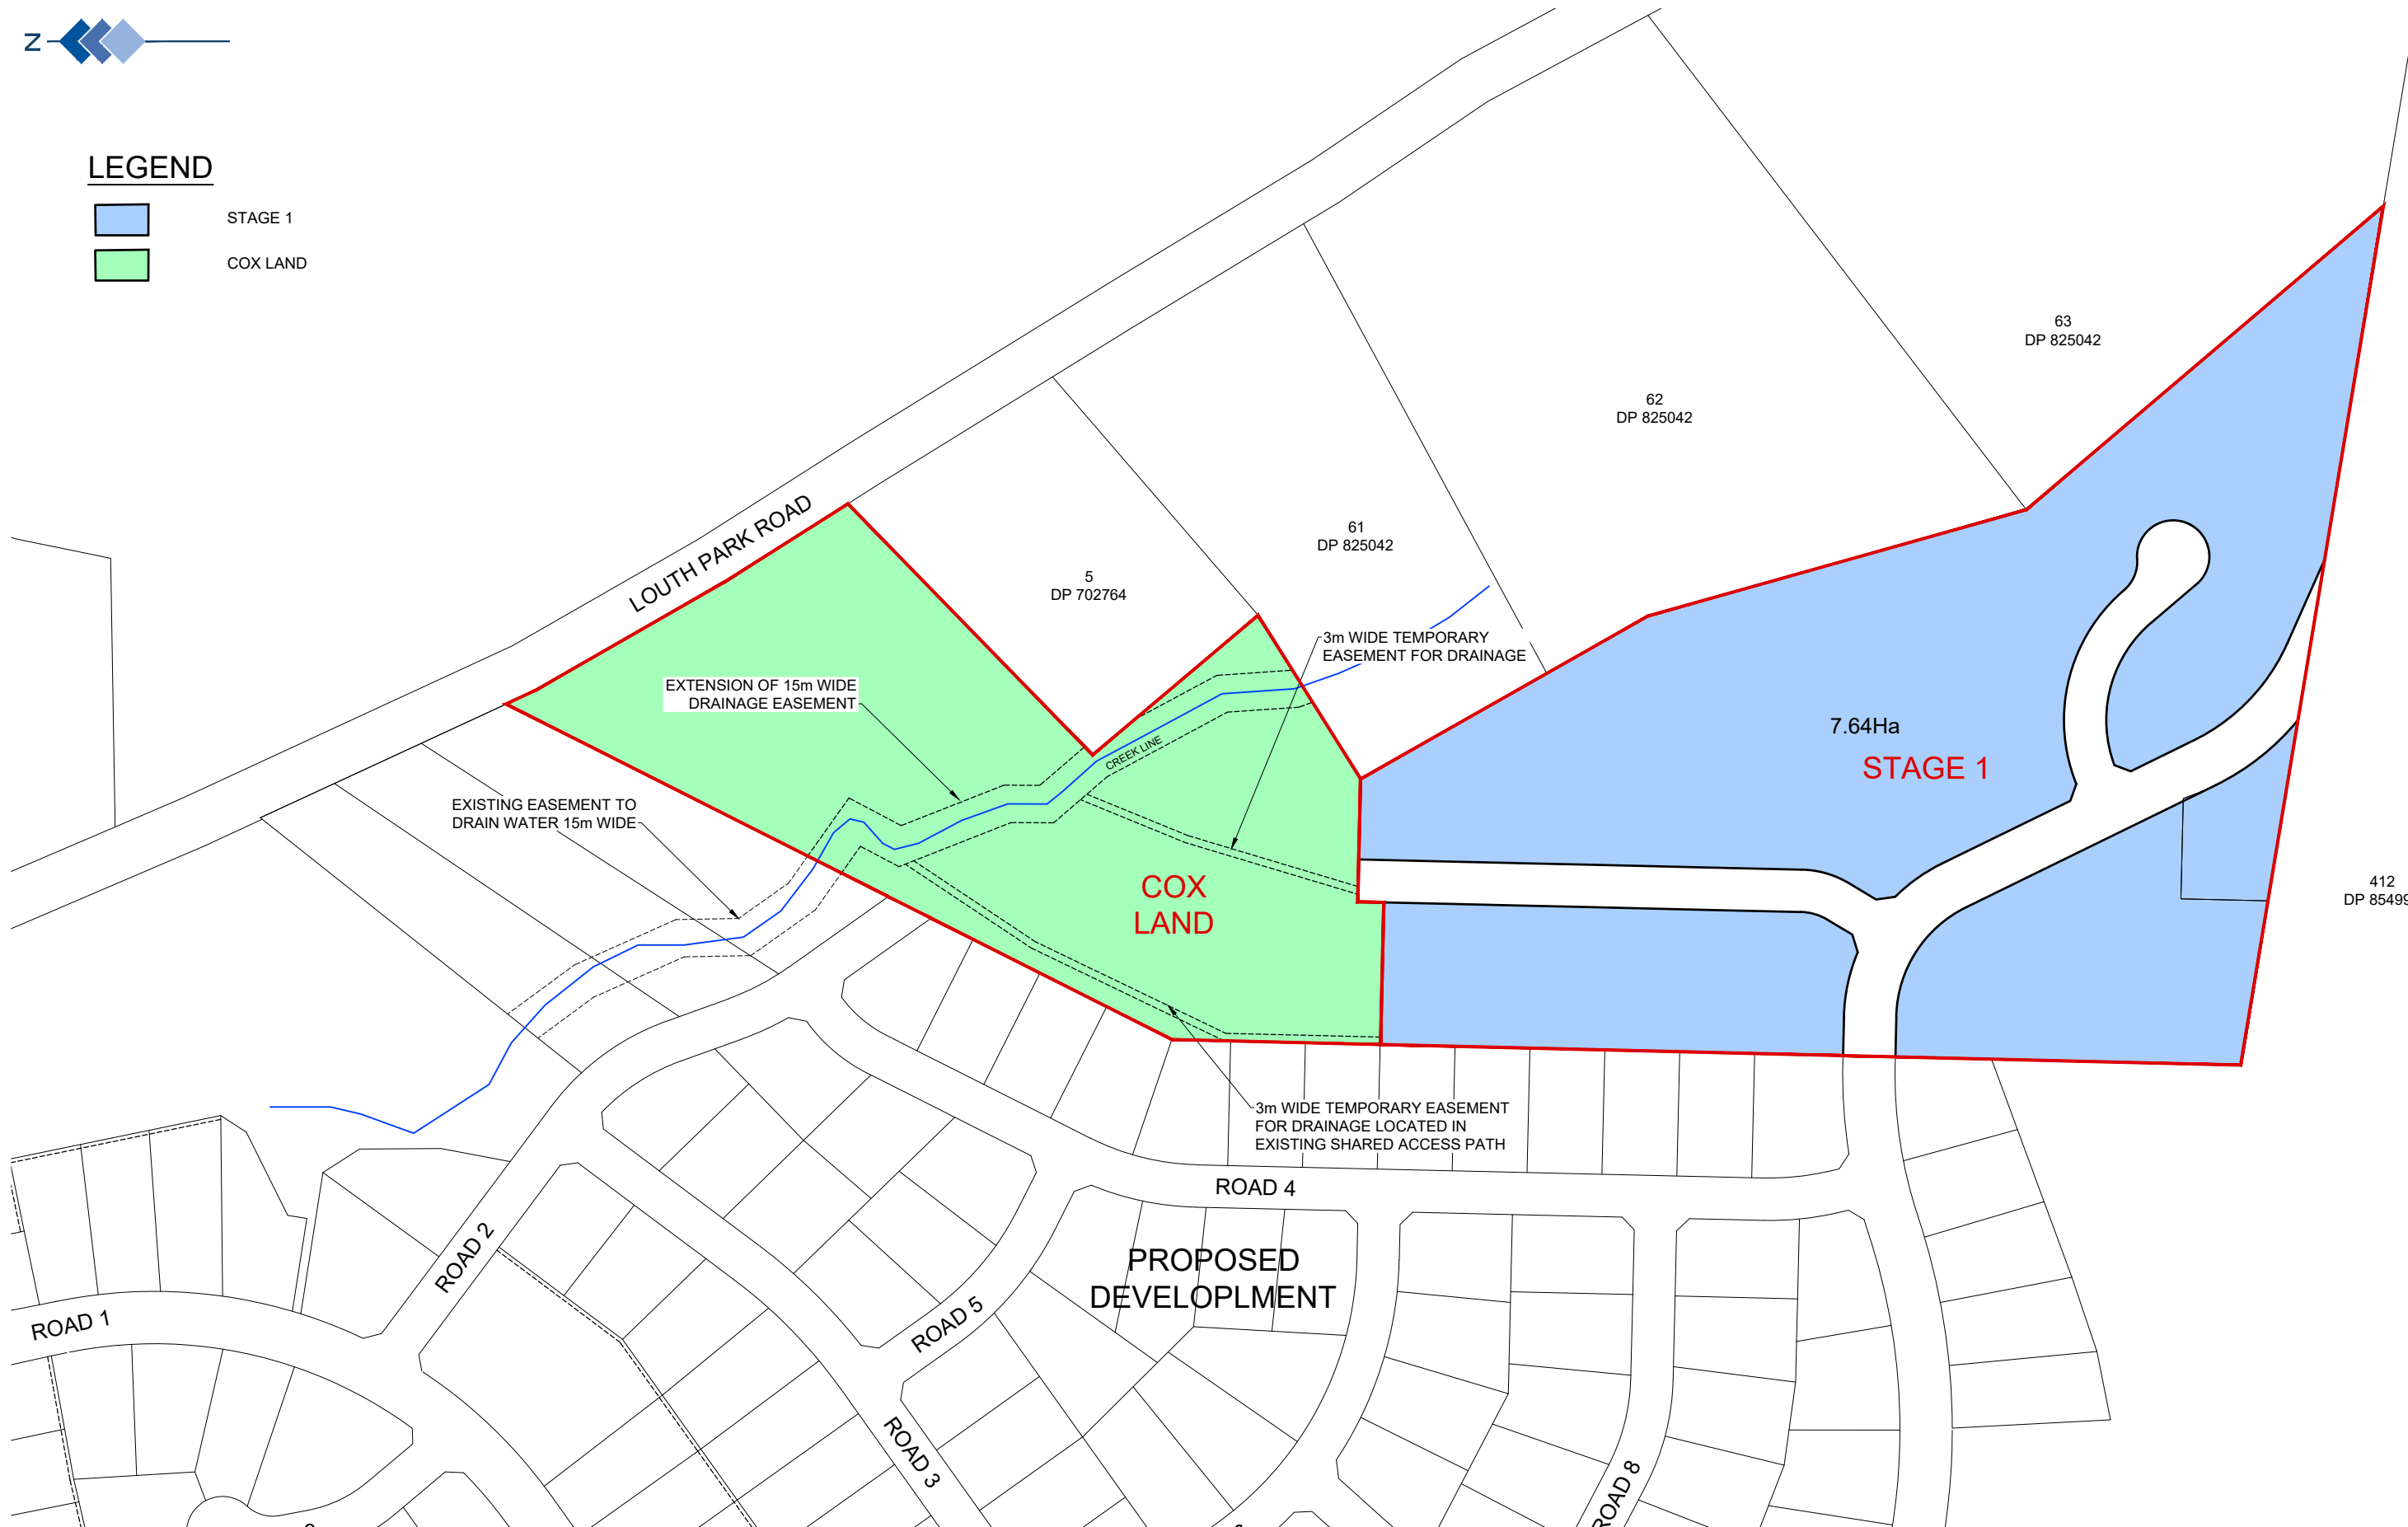 Z
LEGEND
STAGE 1
COX LAND
63
DP 825042
62
DP 825042
61
DP 825042
5
DP 702764
LOUTH PARK ROAD
3m WIDE TEMPORARY
EASEMENT FOR DRAINAGE
EXTENSION OF 15m WIDE
DRAINAGE EASEMENT
CREEK LINE
7.64Ha
STAGE 1
EXISTING EASEMENT TO
DRAIN WATER 15m WIDE
COX
LAND
412
DP 85499
3m WIDE TEMPORARY EASEMENT
FOR DRAINAGE LOCATED IN
EXISTING SHARED ACCESS PATH
ROAD 4
ROAD 2
PROPOSED
DEVELOPLMENT
ROAD 1
ROAD 5
ROAD 3
ROAD 8